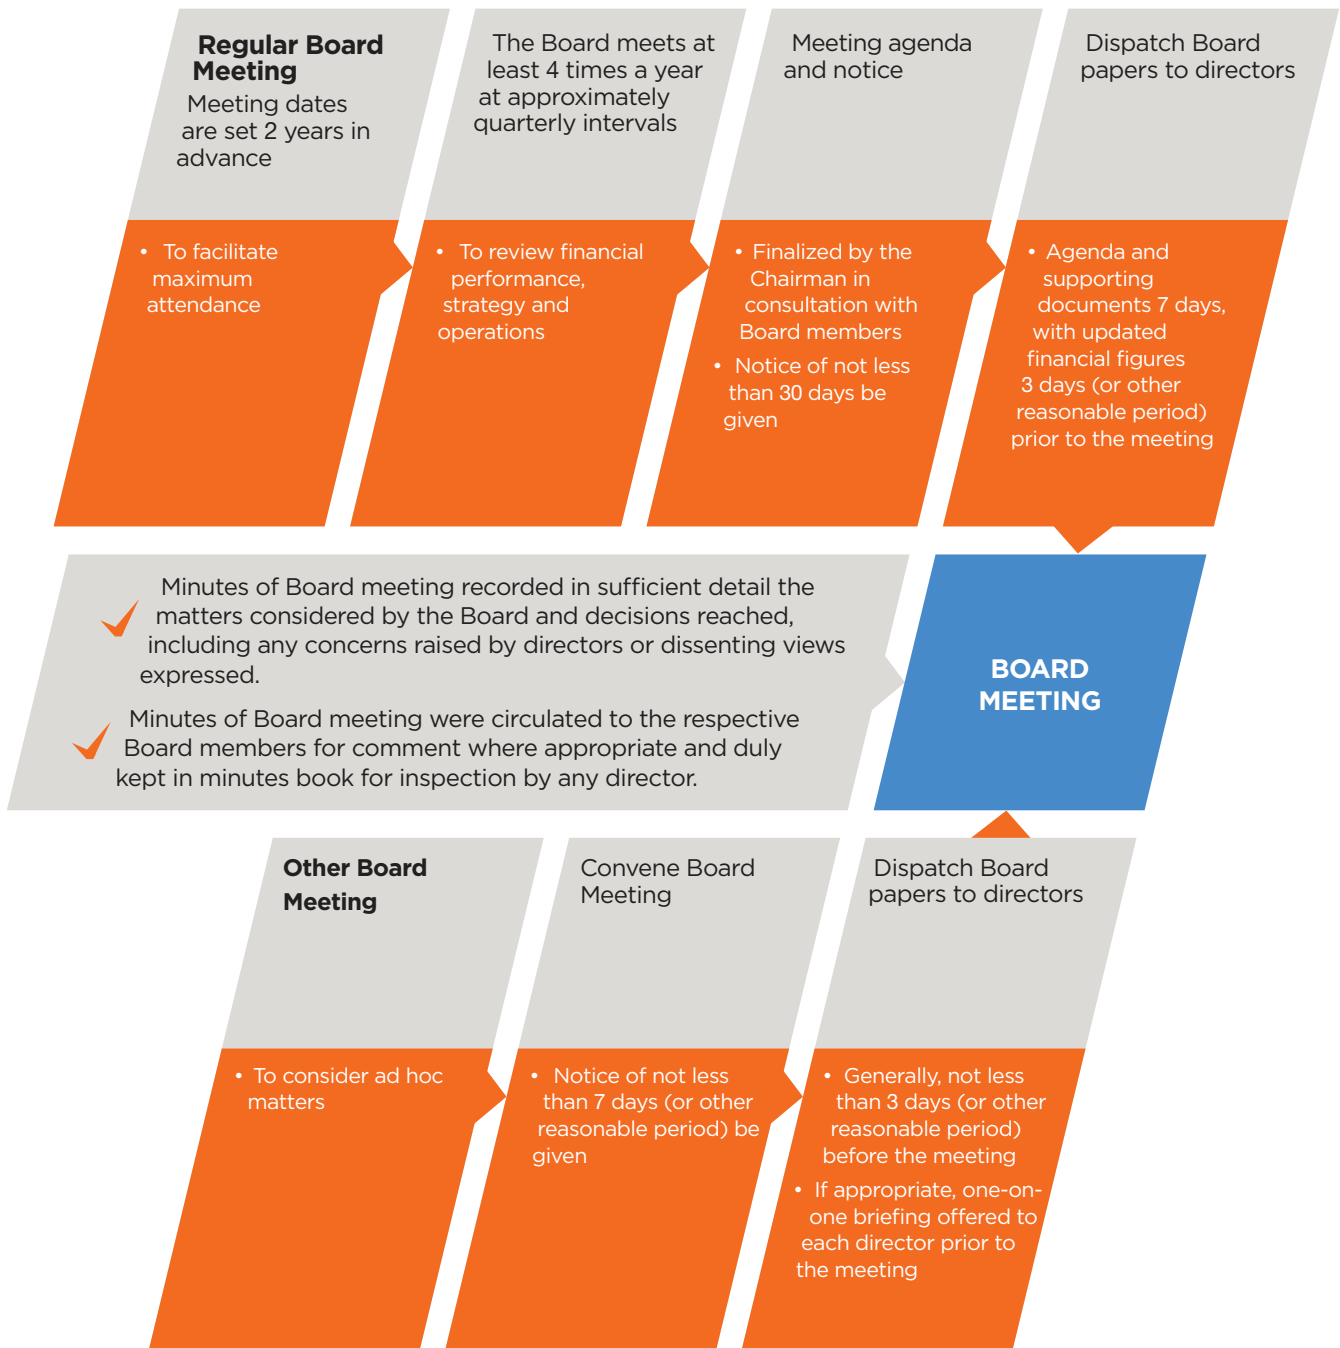 Regular Board
Meeting
Meeting dates
are set 2 years in
advance
• To facilitate
maximum
attendance
The Board meets at
least 4 times a year
at approximately
quarterly intervals
• To review financial
performance,
strategy and
operations
Meeting agenda
and notice
• Finalized by the
Chairman in
consultation with
Board members
• Notice of not less
than 30 days be
given
Dispatch Board
papers to directors
• Agenda and
supporting
documents 7 days,
with updated
financial figures
3 days (or other
reasonable period)
prior to the meeting
Minutes of Board meeting recorded in sufficient detail the
matters considered by the Board and decisions reached,
including any concerns raised by directors or dissenting views
expressed.
Minutes of Board meeting were circulated to the respective
Board members for comment where appropriate and duly
kept in minutes book for inspection by any director.
BOARD
MEETING
Other Board
Meeting
• To consider ad hoc
matters
Convene Board
Meeting
• Notice of not less
than 7 days (or other
reasonable period) be
given
Dispatch Board
papers to directors
• Generally, not less
than 3 days (or other
reasonable period)
before the meeting
• If appropriate, one-on-
one briefing offered to
each director prior to
the meeting